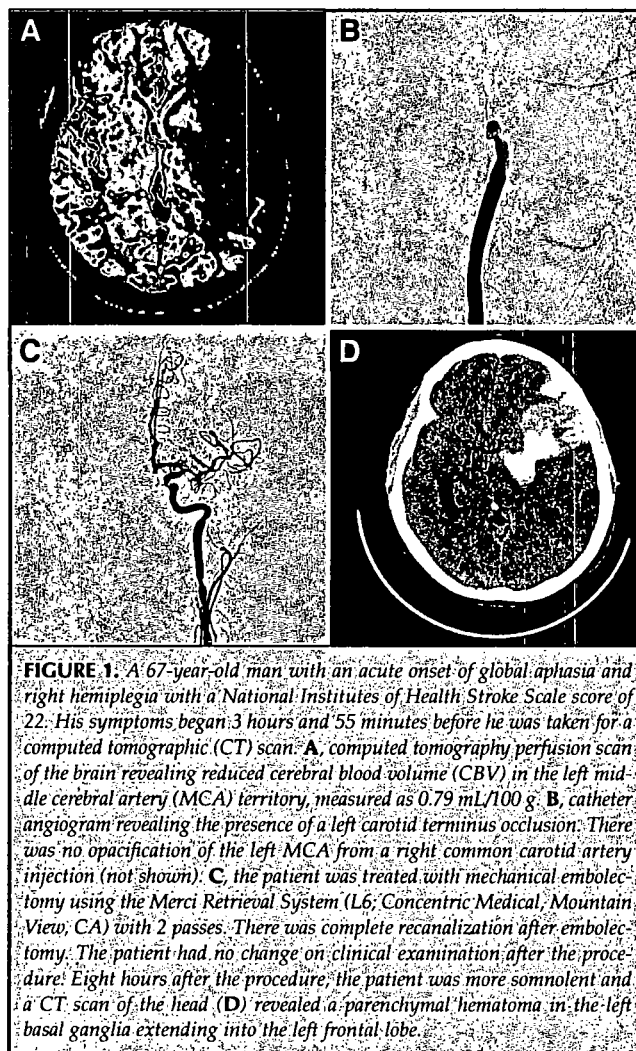 A
B
C
D
FIGURE 1. A 67-year-old man with an acute onset of global aphasia and
right hemiplegia with a National Institutes of Health Stroke Scale score of
22. His symptoms began 3 hours and 55 minutes before he was taken for a
computed tomographic (CT) scan. A, computed tomography perfusion scan
of the brain revealing reduced cerebral blood volume (CBV) in the left mid-
dle cerebral artery (MCA) territory, measured as 0.79 mL/100 g. B, catheter
angiogram revealing the presence of a left carotid terminus occlusion. There
was no opacification of the left MCA from a right common carotid artery
injection (not shown). C, the patient was treated with mechanical embolec-
tomy using the Merci Retrieval System (L6; Concentric Medical, Mountain
View, CA) with 2 passes. There was complete recanalization after embolec-
tomy. The patient had no change on clinical examination after the proce-
dure. Eight hours after the procedure, the patient was more somnolent and
a CT scan of the head (D) revealed a parenchymal hematoma in the left
basal ganglia extending into the left frontal lobe.